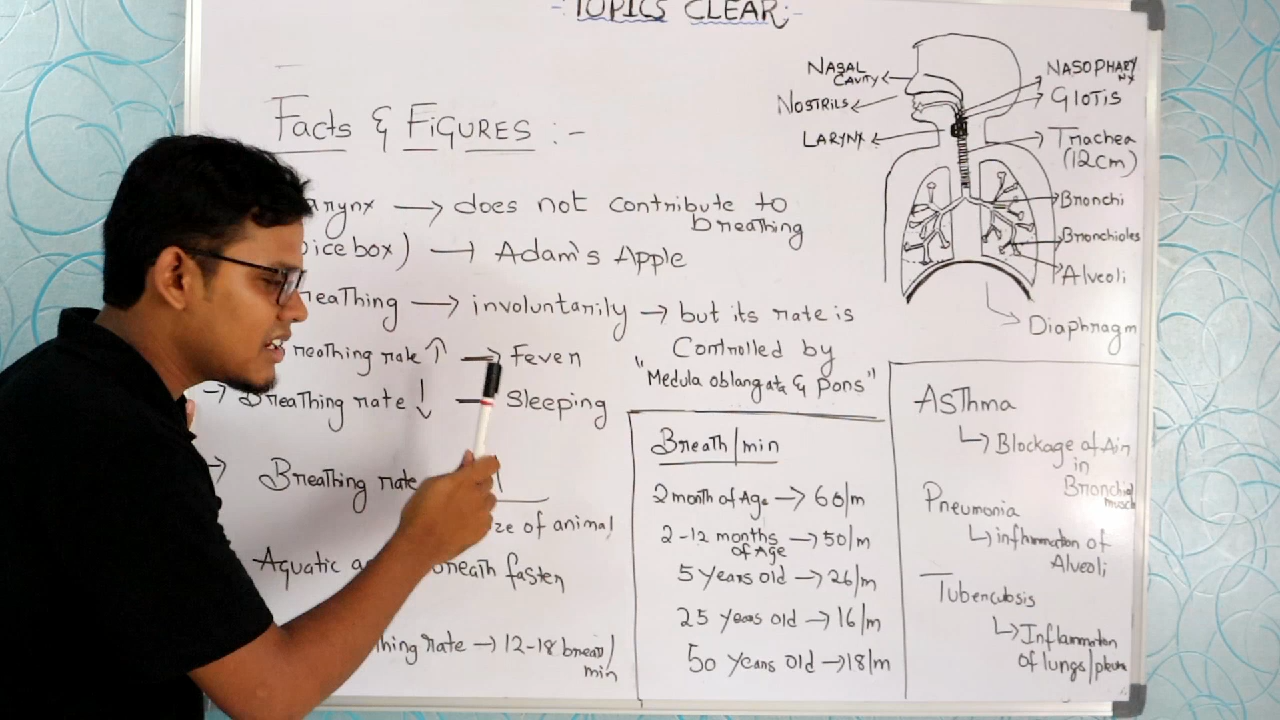 TOPICS CLEAR:-
Facts & FiGURES :-
arynx → does not contribute to
breathing
oice box) → Adam's Apple
reathing → involuntarily → but its rate is
Controlled by
"Medula oblangata & Pons"
reathing rate ↑ → Fever
→ Breathing rate ↓ — Sleeping
→ Breathing rate 1
ze of animal
Aquatic a breath faster
hing rate → 12-18 breath/
min
Breath/min
2 month of Age → 60/m
2-12 months → 50/m
of Age
5 years old → 26/m
25 years old → 16/m
50 years old → 18/m
NASAL
CAVITY
NOSTRILS
LARYNX
NASOPHARY
NX
GlOTiS
Trachea
(12cm)
Bronchi
Bronchioles
Alveoli
Diaphragm
Asthma
↳ Blockage of Air
in
Bronchial
muscle
Pneumonia
↳ inflammation of
Alveoli
Tuberculosis
↳ Inflammation
of lungs/pleura